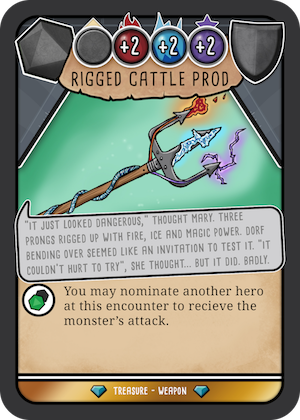 +2 +2 +2
RIGGED CATTLE PROD
"IT JUST LOOKED DANGEROUS," THOUGHT MARY. THREE
PRONGS RIGGED UP WITH FIRE, ICE AND MAGIC POWER. DORF
BENDING OVER SEEMED LIKE AN INVITATION TO TEST IT. "IT
COULDN'T HURT TO TRY", SHE THOUGHT... BUT IT DID. BADLY.
You may nominate another hero
at this encounter to recieve the
monster's attack.
TREASURE - WEAPON